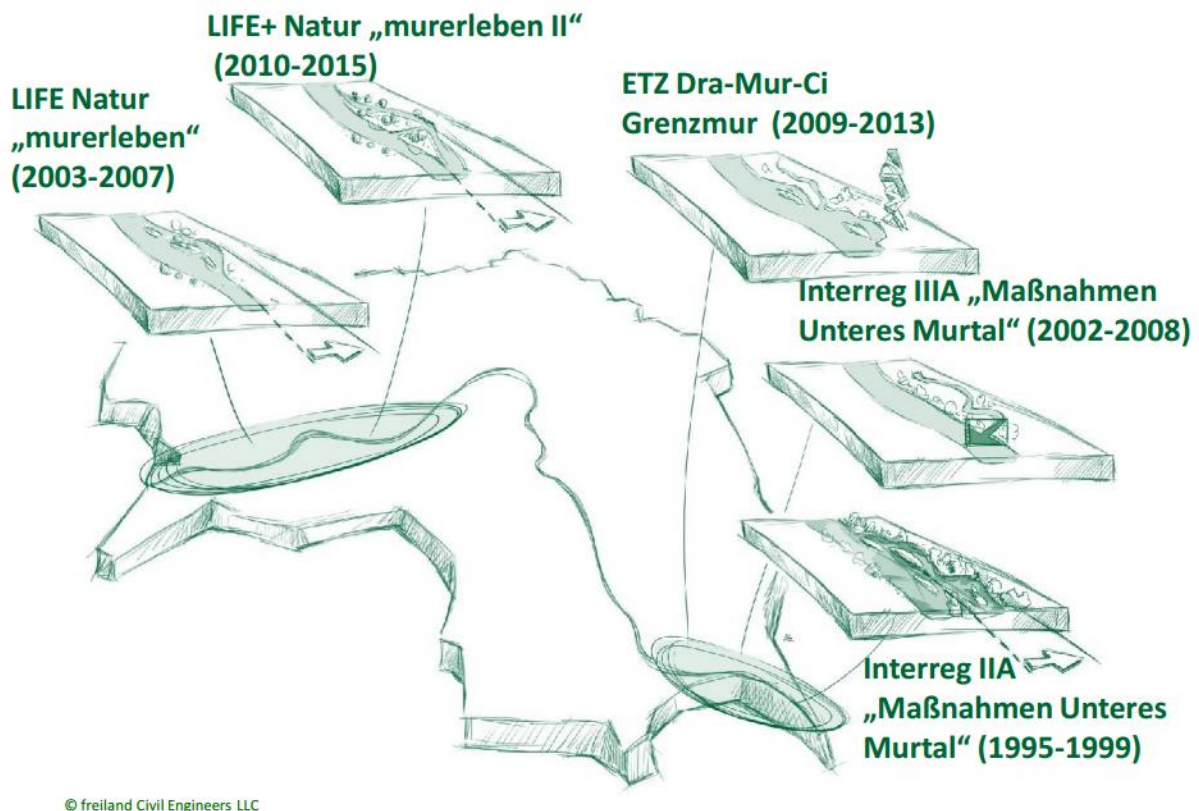 LIFE+ Natur „murerleben II“
(2010-2015)
LIFE Natur
„murerleben“
(2003-2007)
ETZ Dra-Mur-Ci
Grenzmur (2009-2013)
Interreg IIIA „Maßnahmen
Unteres Murtal“ (2002-2008)
Interreg IIA
„Maßnahmen Unteres
Murtal“ (1995-1999)
© freiland Civil Engineers LLC